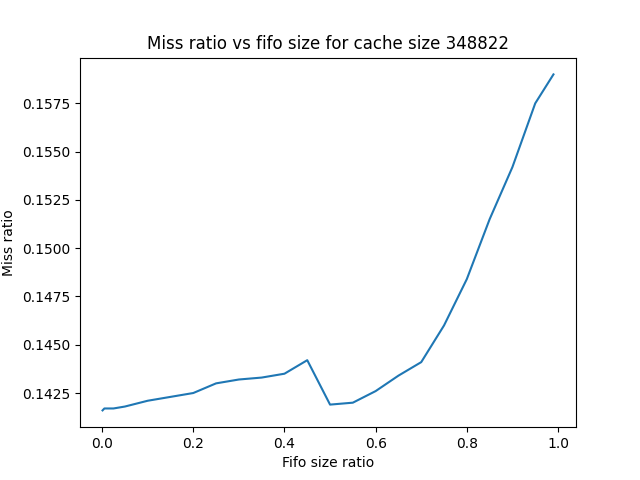 Miss ratio vs fifo size for cache size 348822
0.1575
0.1550
0.1525
0.1500
0.1475
0.1450
0.1425
Miss ratio
0.0 0.2 0.4 0.6 0.8 1.0
Fifo size ratio